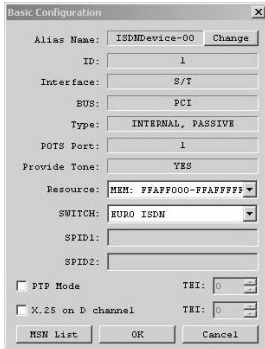 Basic Configuration
Alias Name: ISDNDevice-00 Change
ID: 1
Interface: S/T
BUS: PCI
Type: INTERNAL, PASSIVE
POTS Port: 1
Provide Tone: YES
Resource: MEM: FFAFF000-FFAFFFFF
SWITCH: EURO ISDN
SPID1:
SPID2:
PTP Mode TEI: 0
X.25 on D channel TEI: 0
MSN List OK Cancel